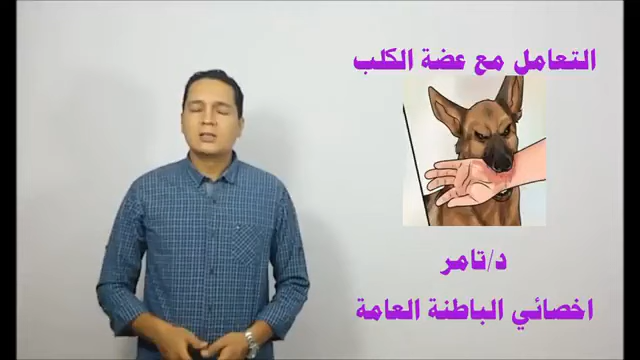 التعامل مع عضة الكلب
د/تامر
اخصائي الباطنة العامة